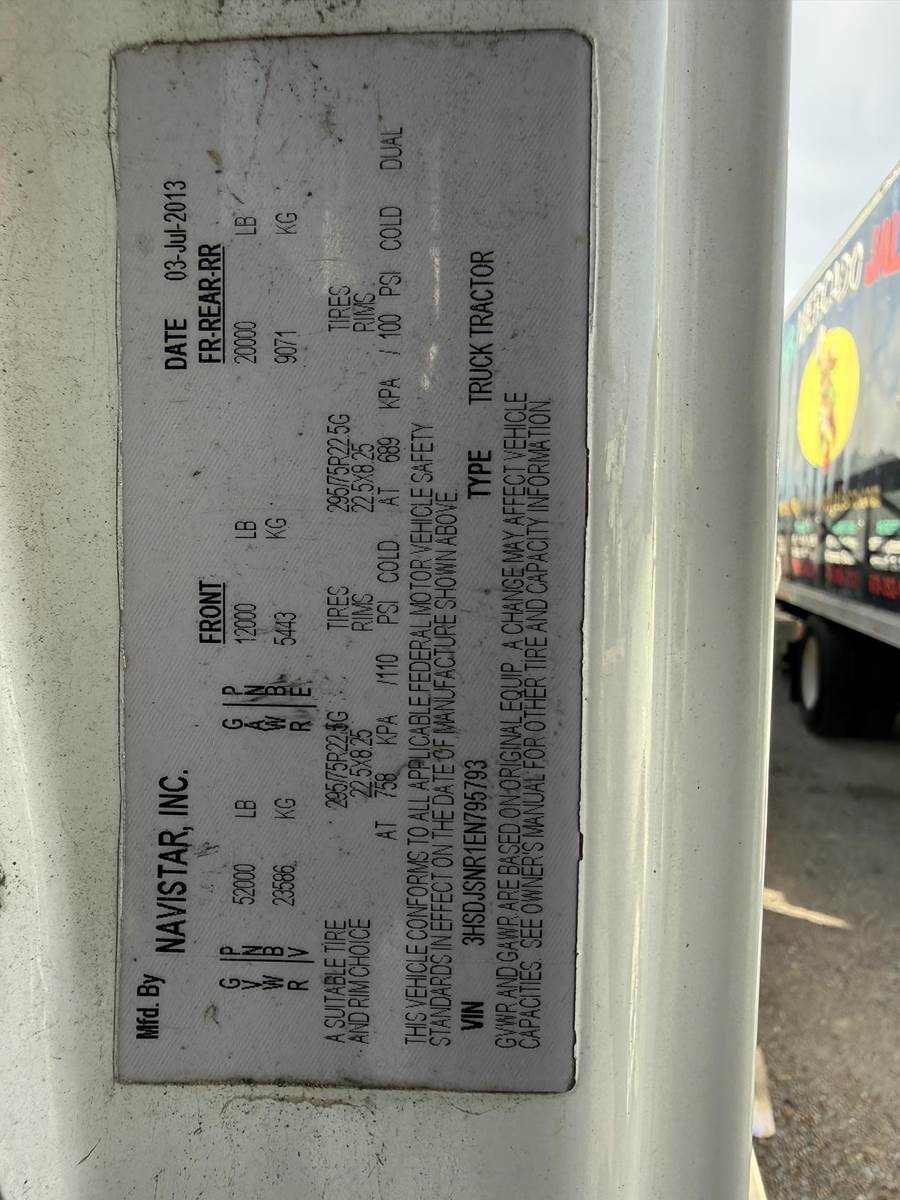 Mfd. By NAVISTAR, INC. DATE 03-Jul-2013
FRONT FR-REAR-RR
G P 52000 LB G P 12000 LB 20000 LB
V N A N
W B 23586 KG W B 5443 KG 9071 KG
R V R E
A SUITABLE TIRE 295/75R22.5G TIRES 295/75R22.5G TIRES
AND RIM CHOICE 22.5X8.25 RIMS 22.5X8.25 RIMS
AT 758 KPA /110 PSI COLD AT 689 KPA / 100 PSI COLD DUAL
THIS VEHICLE CONFORMS TO ALL APPLICABLE FEDERAL MOTOR VEHICLE SAFETY
STANDARDS IN EFFECT ON THE DATE OF MANUFACTURE SHOWN ABOVE.
VIN 3HSDJSNR1EN795793 TYPE TRUCK TRACTOR
GVWR AND GAWR ARE BASED ON ORIGINAL EQUIP. A CHANGE MAY AFFECT VEHICLE
CAPACITIES. SEE OWNER'S MANUAL FOR OTHER TIRE AND CAPACITY INFORMATION.
MERCADO